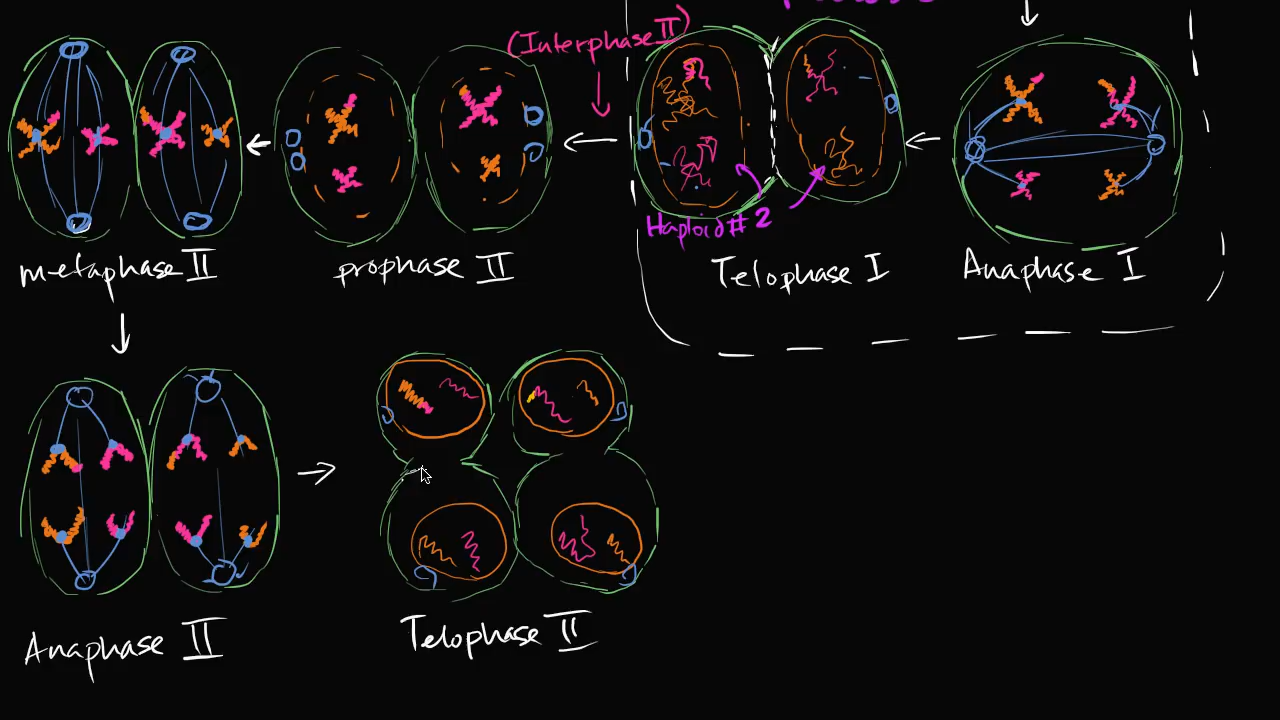 (Interphase II)
Haploid # 2
metaphase II
prophase II
Telophase I
Anaphase I
Anaphase II
Telophase II